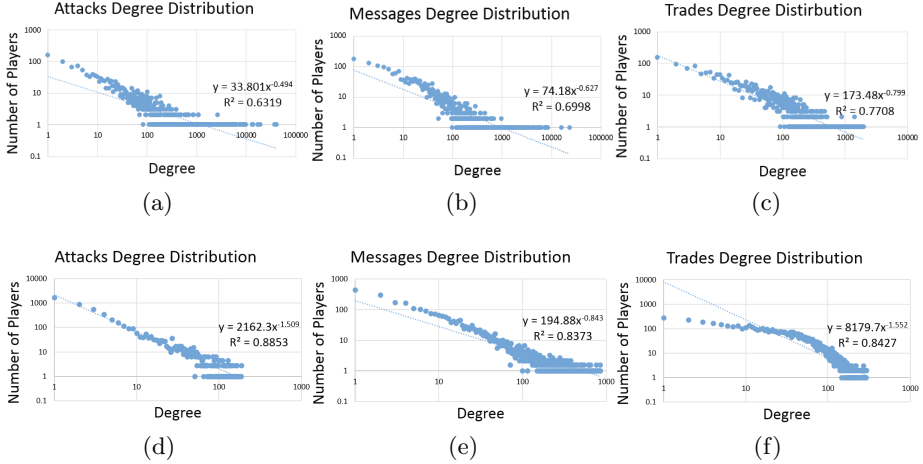 Attacks Degree Distribution
1000
100
10
1
0.1
1 10 100 1000 10000 100000
Number of Players
Degree
y = 33.801x-0.494
R² = 0.6319
(a)
Messages Degree Distribution
1000
100
10
1
0.1
1 10 100 1000 10000 100000
Number of Players
Degree
y = 74.18x-0.627
R² = 0.6998
(b)
Trades Degree Distirbution
1000
100
10
1
0.1
1 10 100 1000 10000
Number of Players
Degree
y = 173.48x-0.799
R² = 0.7708
(c)
Attacks Degree Distribution
10000
1000
100
10
1
0.1
1 10 100 1000
Number of Players
Degree
y = 2162.3x-1.509
R² = 0.8853
(d)
Messages Degree Distribution
1000
100
10
1
0.1
1 10 100 1000
Number of Players
Degree
y = 194.88x-0.843
R² = 0.8373
(e)
Trades Degree Distribution
10000
1000
100
10
1
0.1
1 10 100 1000
Number of Players
Degree
y = 8179.7x-1.552
R² = 0.8427
(f)